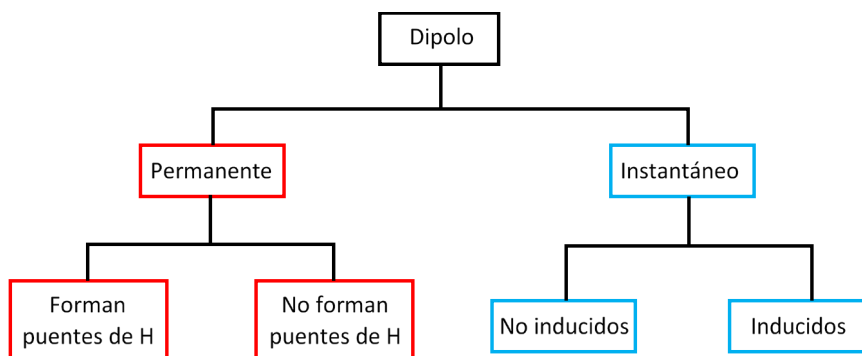 Dipolo
Permanente
Instantáneo
Forman
puentes de H
No forman
puentes de H
No inducidos
Inducidos